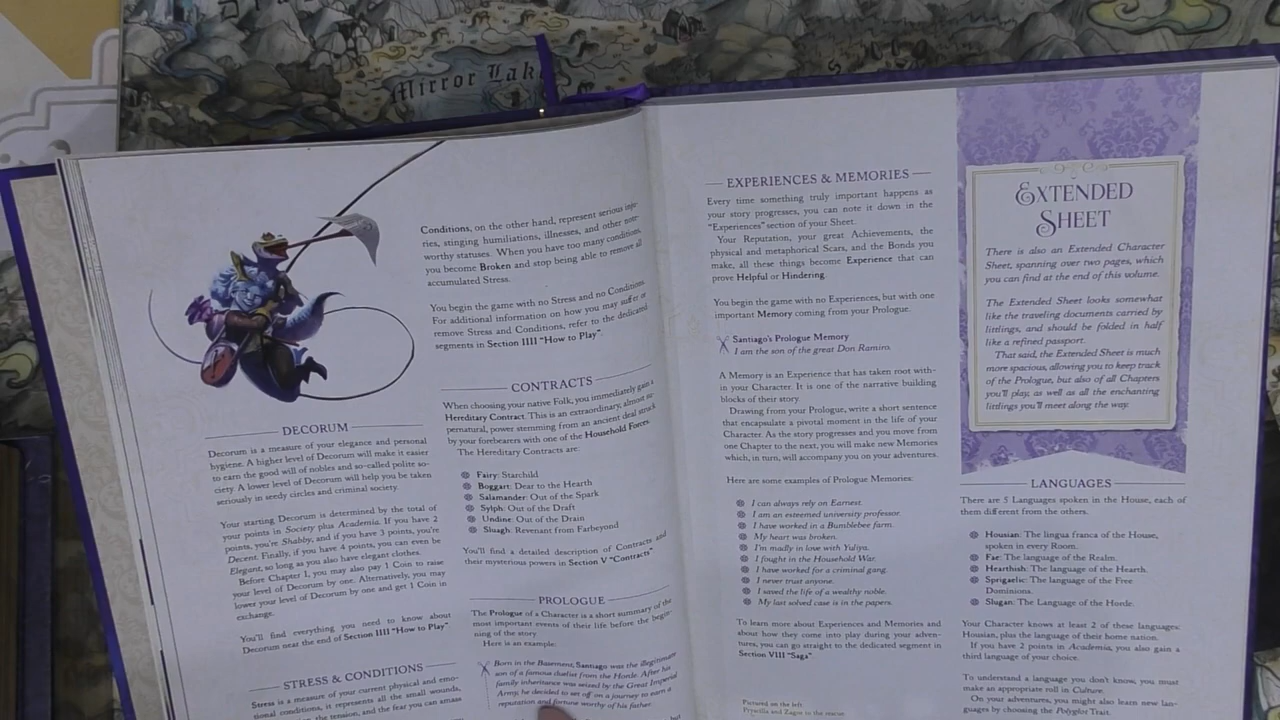 Mirror Lake
DECORUM
Decorum is a measure of your elegance and personal
hygiene. A higher level of Decorum will make it easier
to earn the good will of nobles and so-called polite so-
ciety. A lower level of Decorum will help you be taken
seriously in seedy circles and criminal society.
Your starting Decorum is determined by the total of
your points in Society plus Academia. If you have 2
points, you're Shabby, and if you have 3 points, you're
Decent. Finally, if you have 4 points, you can even be
Elegant, so long as you also have elegant clothes.
Before Chapter 1, you may also pay 1 Coin to raise
your level of Decorum by one. Alternatively, you may
lower your level of Decorum by one and get 1 Coin in
exchange.
You'll find everything you need to know about
Decorum near the end of Section IIII "How to Play".
STRESS & CONDITIONS
Stress is a measure of your current physical and emo-
tional conditions, it represents all the small wounds,
the tension, and the fear you can amass
Conditions, on the other hand, represent serious inju-
ries, stinging humiliations, illnesses, and other note-
worthy statuses. When you have too many conditions,
you become Broken and stop being able to remove all
accumulated Stress.
You begin the game with no Stress and no Conditions.
For additional information on how you may suffer or
remove Stress and Conditions, refer to the dedicated
segments in Section IIII "How to Play".
CONTRACTS
When choosing your native Folk, you immediately gain a
Hereditary Contract. This is an extraordinary, almost su-
pernatural, power stemming from an ancient deal struck
by your forebearers with one of the Household Forces.
The Hereditary Contracts are:
Fairy: Starchild
Boggart: Dear to the Hearth
Salamander: Out of the Spark
Sylph: Out of the Draft
Undine: Out of the Drain
Sluagh: Revenant from Farbeyond
You'll find a detailed description of Contracts and
their mysterious powers in Section V "Contracts"
PROLOGUE
The Prologue of a Character is a short summary of the
most important events of their life before the begin-
ning of the story.
Here is an example:
Born in the Basement, Santiago was the illegitimate
son of a famous duelist from the Horde. After his
family inheritance was seized by the Great Imperial
Army, he decided to set off on a journey to earn a
reputation and fortune worthy of his father.
EXPERIENCES & MEMORIES
Every time something truly important happens as
your story progresses, you can note it down in the
"Experiences" section of your Sheet.
Your Reputation, your great Achievements, the
physical and metaphorical Scars, and the Bonds you
make, all these things become Experience that can
prove Helpful or Hindering.
You begin the game with no Experiences, but with one
important Memory coming from your Prologue.
Santiago's Prologue Memory
I am the son of the great Don Ramiro.
A Memory is an Experience that has taken root with-
in your Character. It is one of the narrative building
blocks of their story.
Drawing from your Prologue, write a short sentence
that encapsulate a pivotal moment in the life of your
Character. As the story progresses and you move from
one Chapter to the next, you will make new Memories
which, in turn, will accompany you on your adventures.
Here are some examples of Prologue Memories:
I can always rely on Earnest.
I am an esteemed university professor.
I have worked in a Bumblebee farm.
My heart was broken.
I'm madly in love with Yuliya.
I fought in the Household War.
I have worked for a criminal gang.
I never trust anyone.
I saved the life of a wealthy noble.
My last solved case is in the papers.
To learn more about Experiences and Memories and
about how they come into play during your adven-
tures, you can go straight to the dedicated segment in
Section VIII "Saga"
Pictured on the left:
Pryscilla and Zagor to the rescue.
EXTENDED
SHEET
There is also an Extended Character
Sheet, spanning over two pages, which
you can find at the end of this volume.
The Extended Sheet looks somewhat
like the traveling documents carried by
littlings, and should be folded in half
like a refined passport.
That said, the Extended Sheet is much
more spacious, allowing you to keep track
of the Prologue, but also of all Chapters
you'll play, as well as all the enchanting
littlings you'll meet along the way.
LANGUAGES
There are 5 Languages spoken in the House, each of
them different from the others.
Housian: The lingua franca of the House,
spoken in every Room.
Fae: The language of the Realm.
Hearthish: The language of the Hearth.
Sprigaelic: The language of the Free
Dominions.
Slugan: The Language of the Horde.
Your Character knows at least 2 of these languages:
Housian, plus the language of their home nation.
If you have 2 points in Academia, you also gain a
third language of your choice.
To understand a language you don't know, you must
make an appropriate roll in Culture.
On your adventures, you might also learn new lan-
guages by choosing the Polyglot Trait.